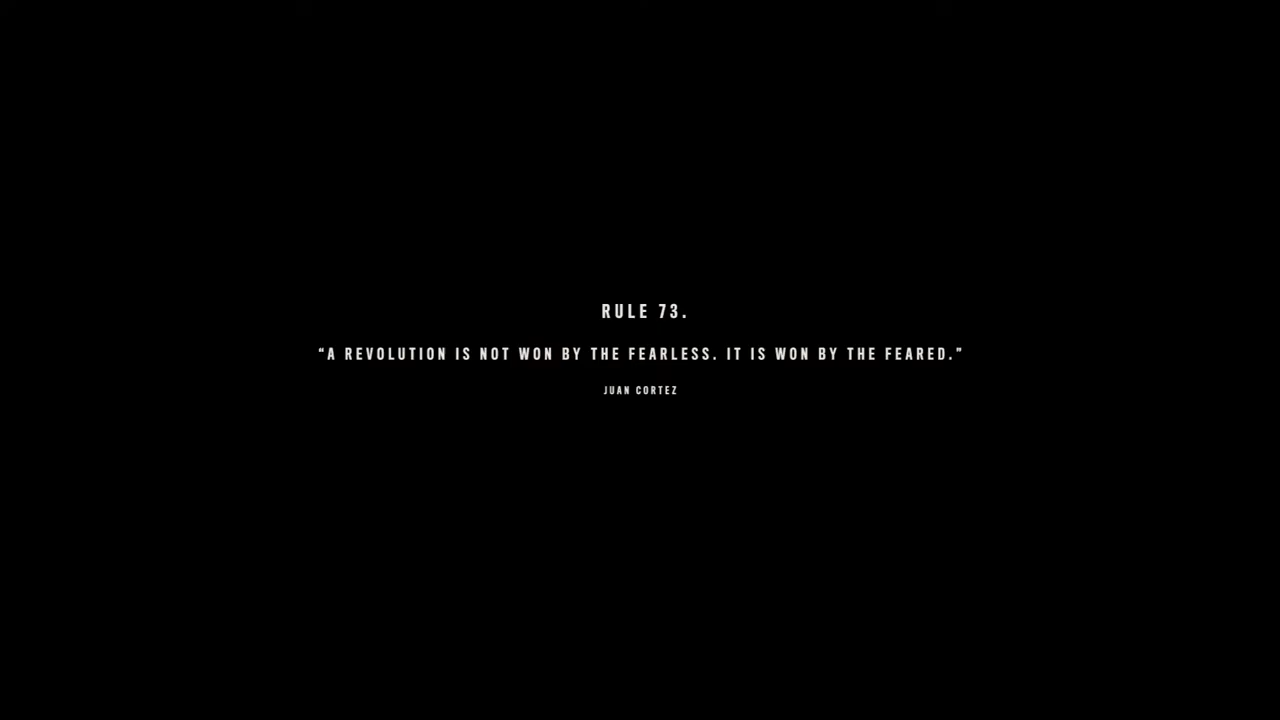 RULE 73.
“A REVOLUTION IS NOT WON BY THE FEARLESS. IT IS WON BY THE FEARED.”
JUAN CORTEZ